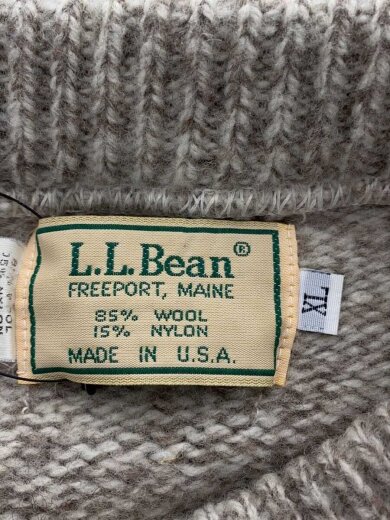 L.L.Bean®
FREEPORT, MAINE
85% WOOL
15% NYLON
MADE IN U.S.A.
XL